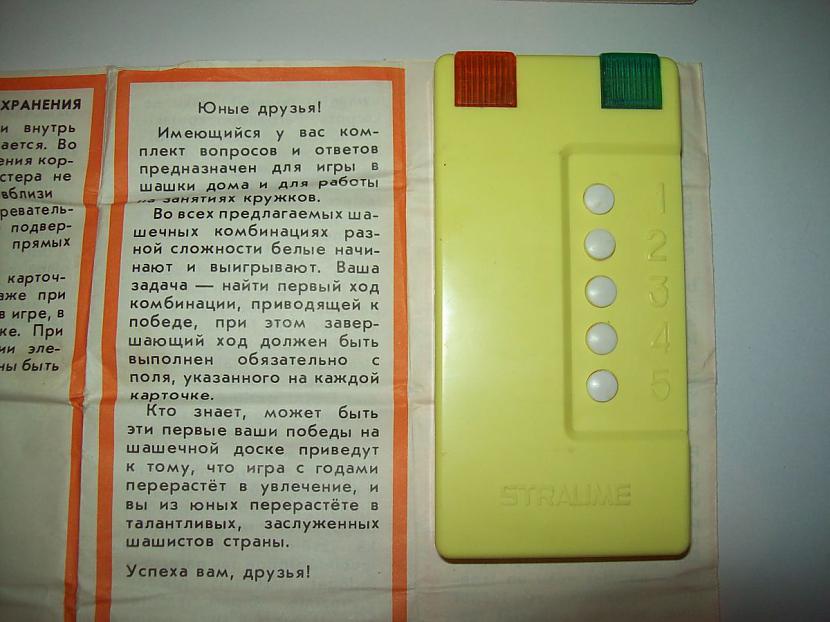 ХРАНЕНИЯ
и внутрь
ается. Во
ения кор-
стера не
вблизи
реватель-
подвер-
прямых
карточ-
аже при
в игре, в
ке. При
ии эле-
ны быть
Юные друзья!
Имеющийся у вас ком-
плект вопросов и ответов
предназначен для игры в
шашки дома и для работы
на занятиях кружков.
Во всех предлагаемых ша-
шечных комбинациях раз-
ной сложности белые начи-
нают и выигрывают. Ваша
задача — найти первый ход
комбинации, приводящей к
победе, при этом завер-
шающий ход должен быть
выполнен обязательно с
поля, указанного на каждой
карточке.
Кто знает, может быть
эти первые ваши победы на
шашечной доске приведут
к тому, что игра с годами
перерастёт в увлечение, и
вы из юных перерастёте в
талантливых, заслуженных
шашистов страны.
Успеха вам, друзья!
1
2
3
4
5
STRAUME